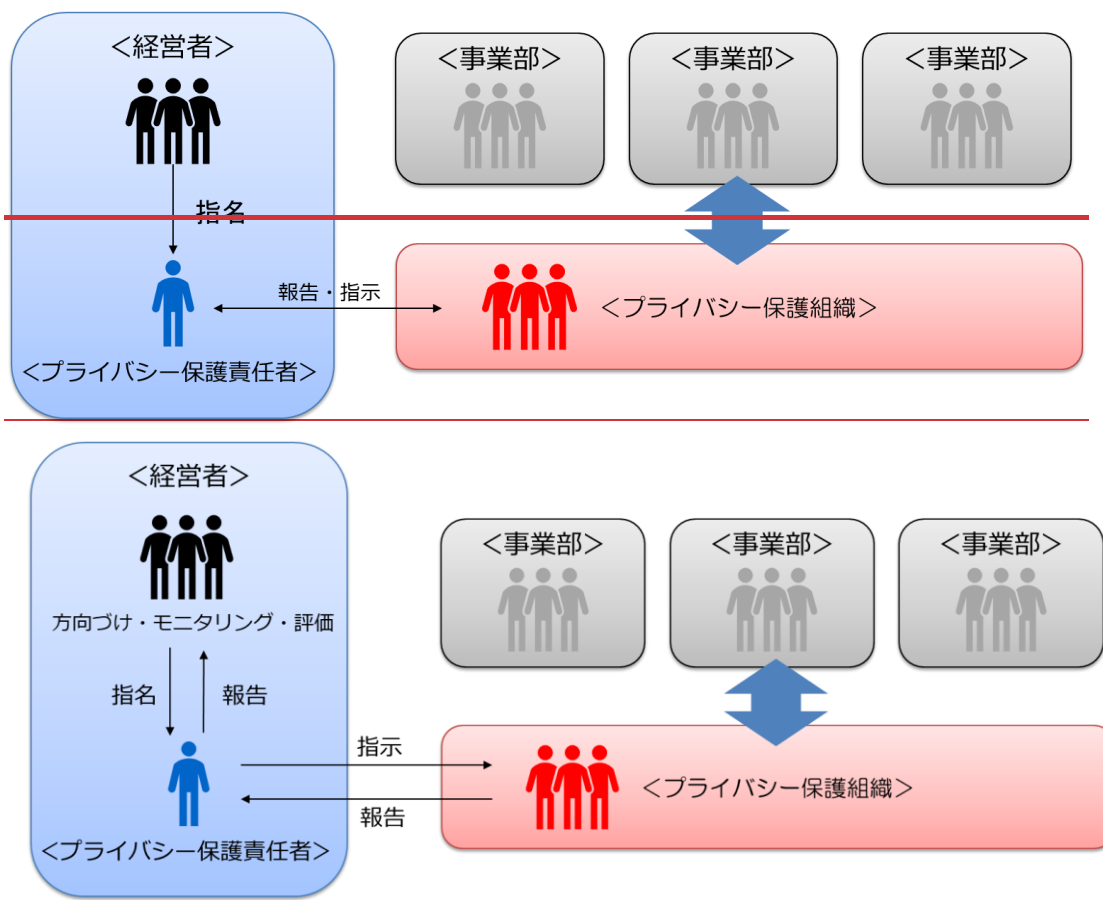 ＜経営者＞
＜事業部＞
＜事業部＞
＜事業部＞
指名
報告・指示
＜プライバシー保護組織＞
＜プライバシー保護責任者＞
＜経営者＞
＜事業部＞
＜事業部＞
＜事業部＞
方向づけ・モニタリング・評価
指名
報告
指示
＜プライバシー保護組織＞
報告
＜プライバシー保護責任者＞